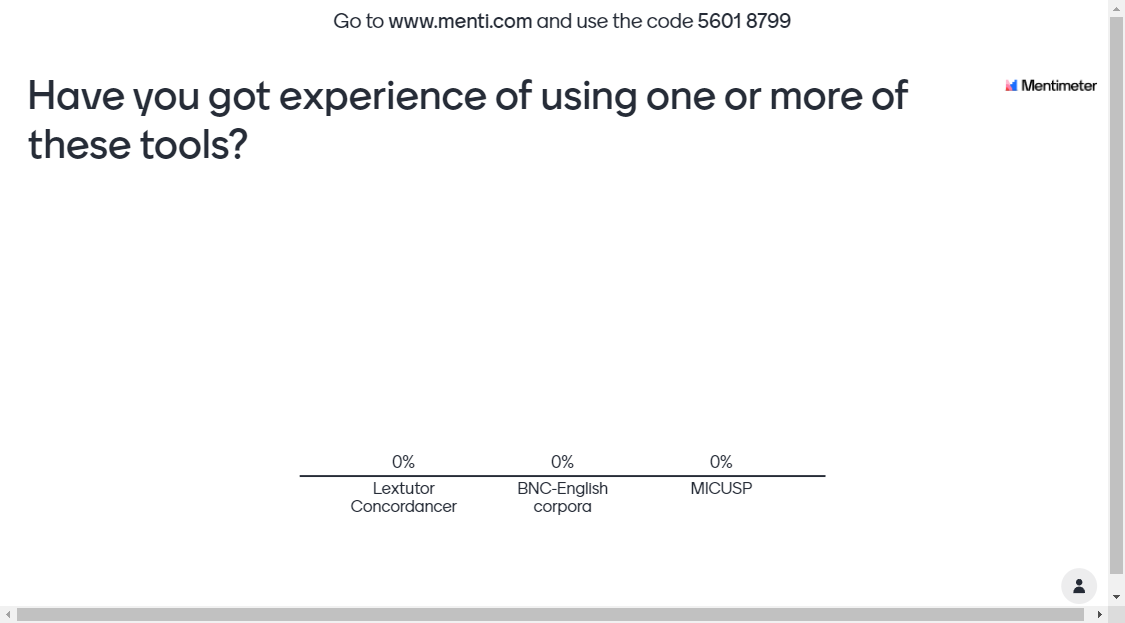 Go to www.menti.com and use the code 5601 8799
Have you got experience of using one or more of
these tools?
Mentimeter
0%
0%
0%
Lextutor
Concordancer
BNC-English
corpora
MICUSP